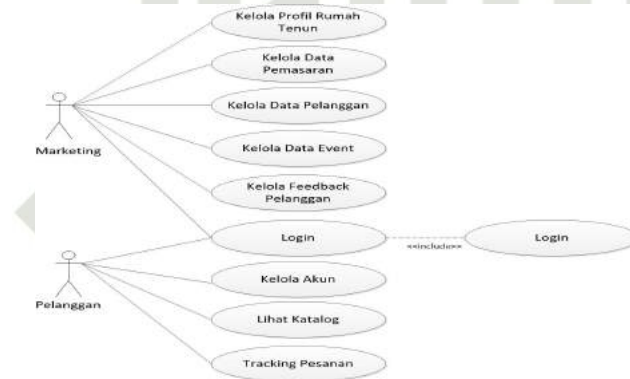 Kelola Profil Rumah
Tenun
Kelola Data
Pemasaran
Kelola Data Pelanggan
Marketing
Kelola Data Event
Kelola Feedback
Pelanggan
Login
<<include>>
Login
Pelanggan
Kelola Akun
Lihat Katalog
Tracking Pesanan